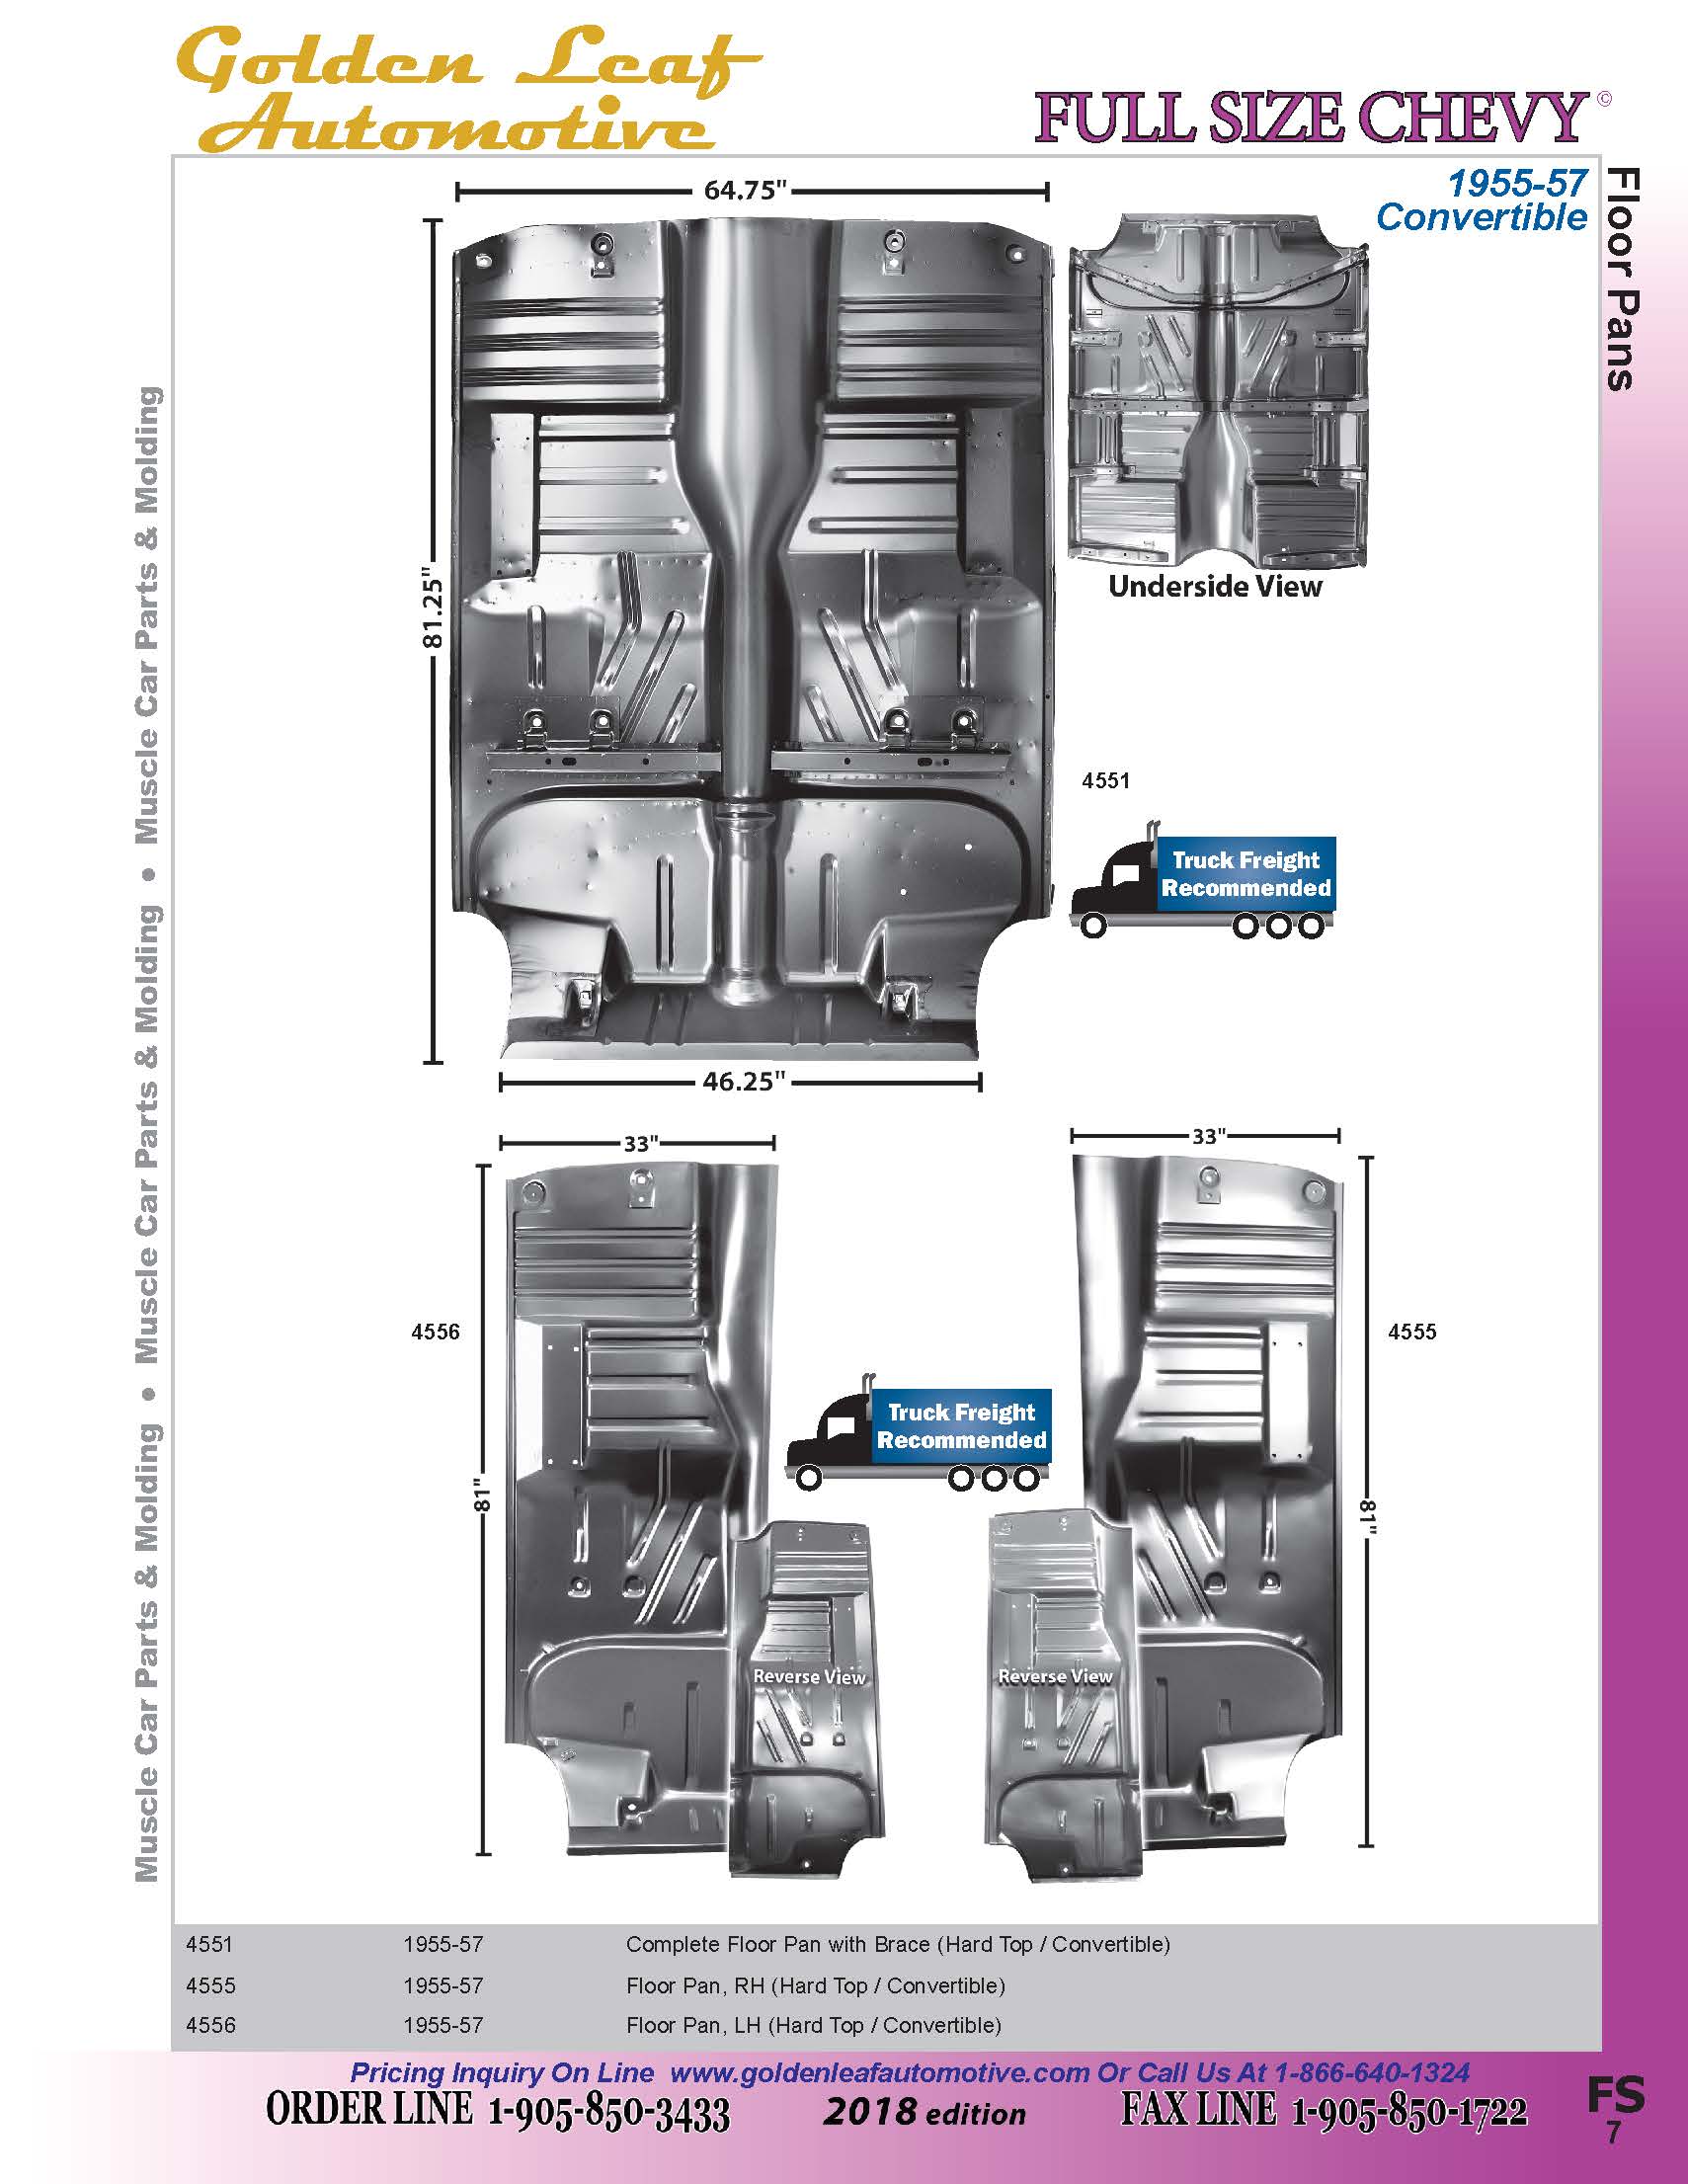 Golden Leaf
Automotive
FULL SIZE CHEVY ©
1955-57
Convertible
Floor Pans
Muscle Car Parts & Molding • Muscle Car Parts & Molding • Muscle Car Parts & Molding
64.75"
81.25"
Underside View
4551
Truck Freight
Recommended
46.25"
33"
33"
4556
4555
Truck Freight
Recommended
81"
81"
Reverse View
Reverse View
4551 1955-57 Complete Floor Pan with Brace (Hard Top / Convertible)
4555 1955-57 Floor Pan, RH (Hard Top / Convertible)
4556 1955-57 Floor Pan, LH (Hard Top / Convertible)
Pricing Inquiry On Line www.goldenleafautomotive.com Or Call Us At 1-866-640-1324
ORDER LINE 1-905-850-3433 2018 edition FAX LINE 1-905-850-1722
FS
7